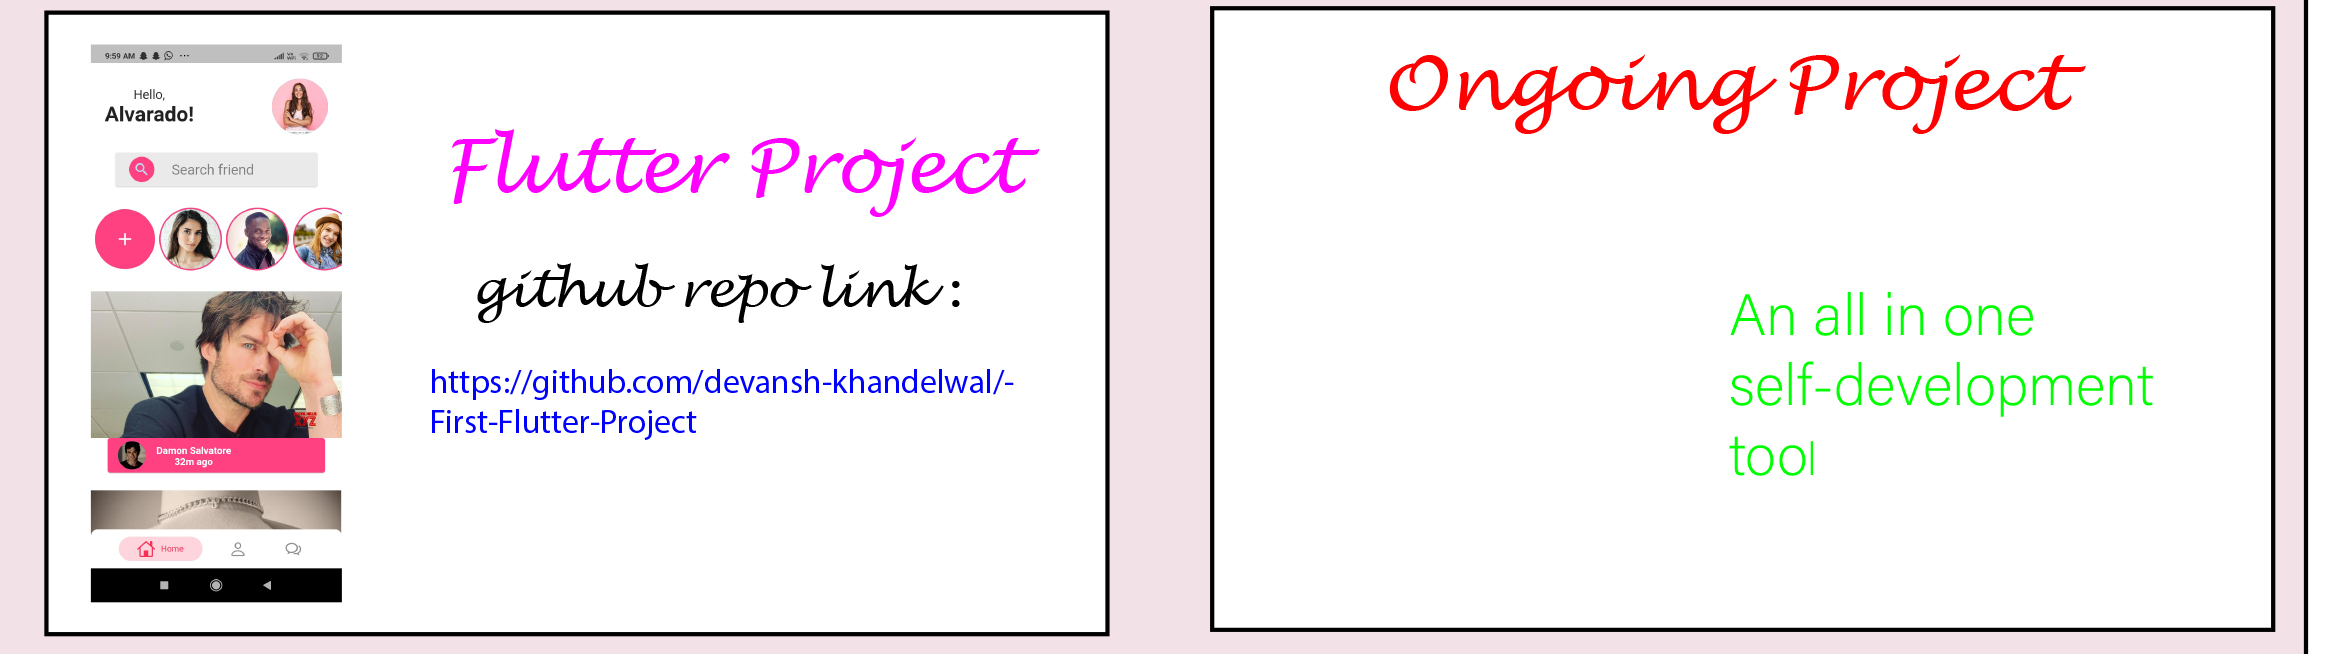 9:59 AM
Hello,
Alvarado!
Search friend
Damon Salvatore
32m ago
Home
Flutter Project
github repo link :
https://github.com/devansh-khandelwal/-
First-Flutter-Project
Ongoing Project
An all in one
self-development
tool